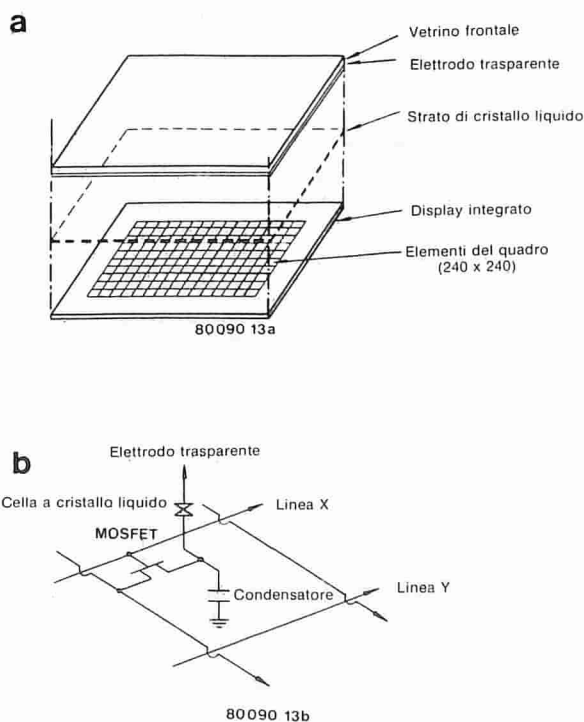 a
Vetrino frontale
Elettrodo trasparente
Strato di cristallo liquido
Display integrato
Elementi del quadro
(240 x 240)
80090 13a
b
Elettrodo trasparente
Cella a cristallo liquido
Linea X
MOSFET
Condensatore
Linea Y
80090 13b